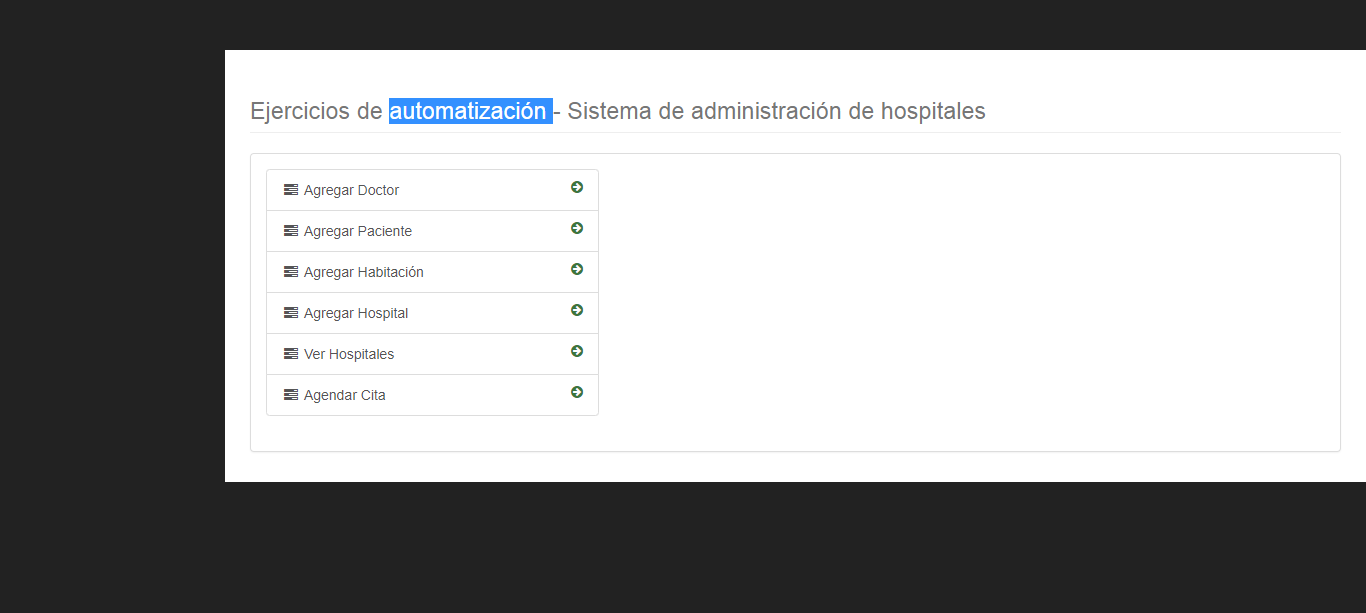 Ejercicios de automatización - Sistema de administración de hospitales
Agregar Doctor
Agregar Paciente
Agregar Habitación
Agregar Hospital
Ver Hospitales
Agendar Cita